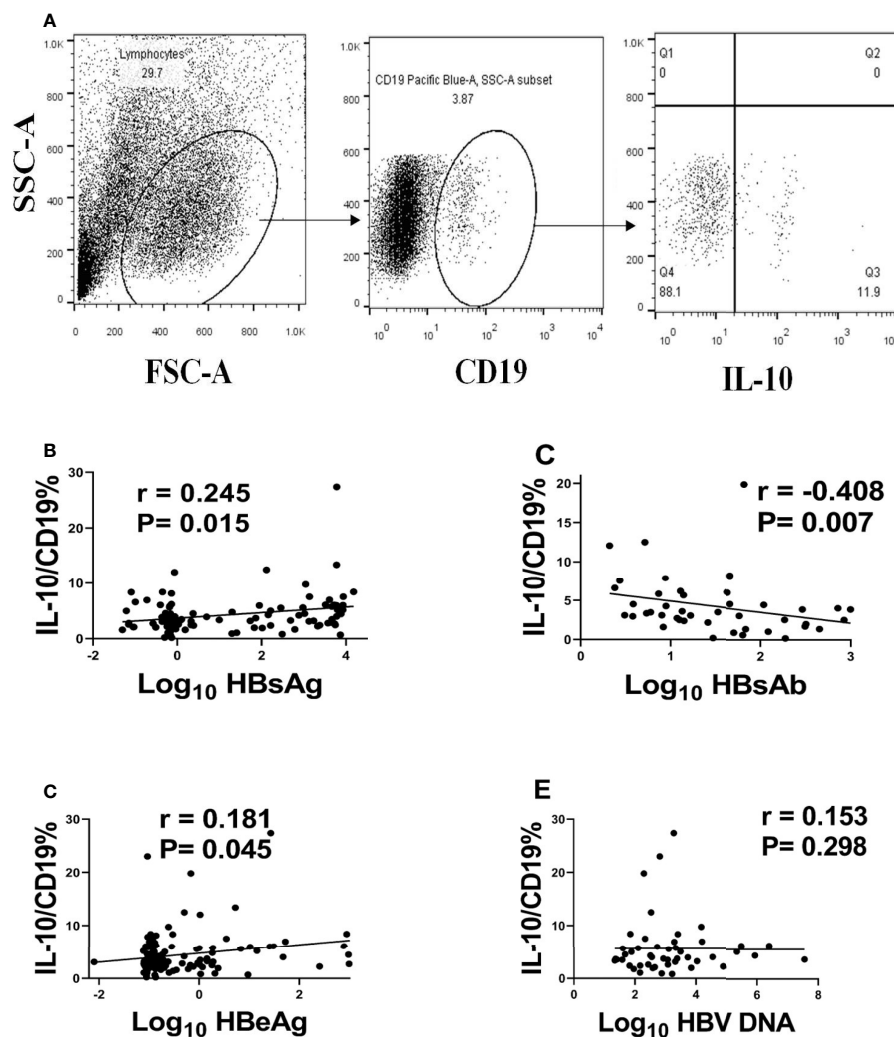 A
Lymphocytes
29.7
1.0K
800
600
400
200
0
0 200 400 600 800 1.0K
SSC-A
FSC-A
CD19 Pacific Blue-A, SSC-A subset
3.87
1.0K
800
600
400
200
0
10^0 10^1 10^2 10^3 10^4
CD19
Q1
0
Q2
0
Q4
88.1
Q3
11.9
1.0K
800
600
400
200
0
10^0 10^1 10^2 10^3
IL-10
B
r = 0.245
P= 0.015
30
20
10
0
-2 0 2 4
IL-10/CD19%
Log10 HBsAg
C
r = -0.408
P= 0.007
20
15
10
5
0
0 1 2 3
IL-10/CD19%
Log10 HBsAb
C
r = 0.181
P= 0.045
30
20
10
0
-2 0 2
IL-10/CD19%
Log10 HBeAg
E
r = 0.153
P= 0.298
30
20
10
0
0 2 4 6 8
IL-10/CD19%
Log10 HBV DNA